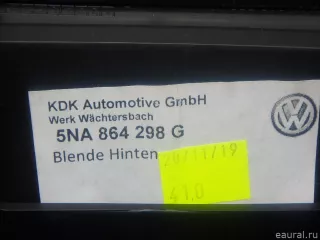 KDK Automotive GmbH
Werk Wächtersbach
5NA 864 298 G
Blende Hinten
20/11/19
41,0
eaural.ru